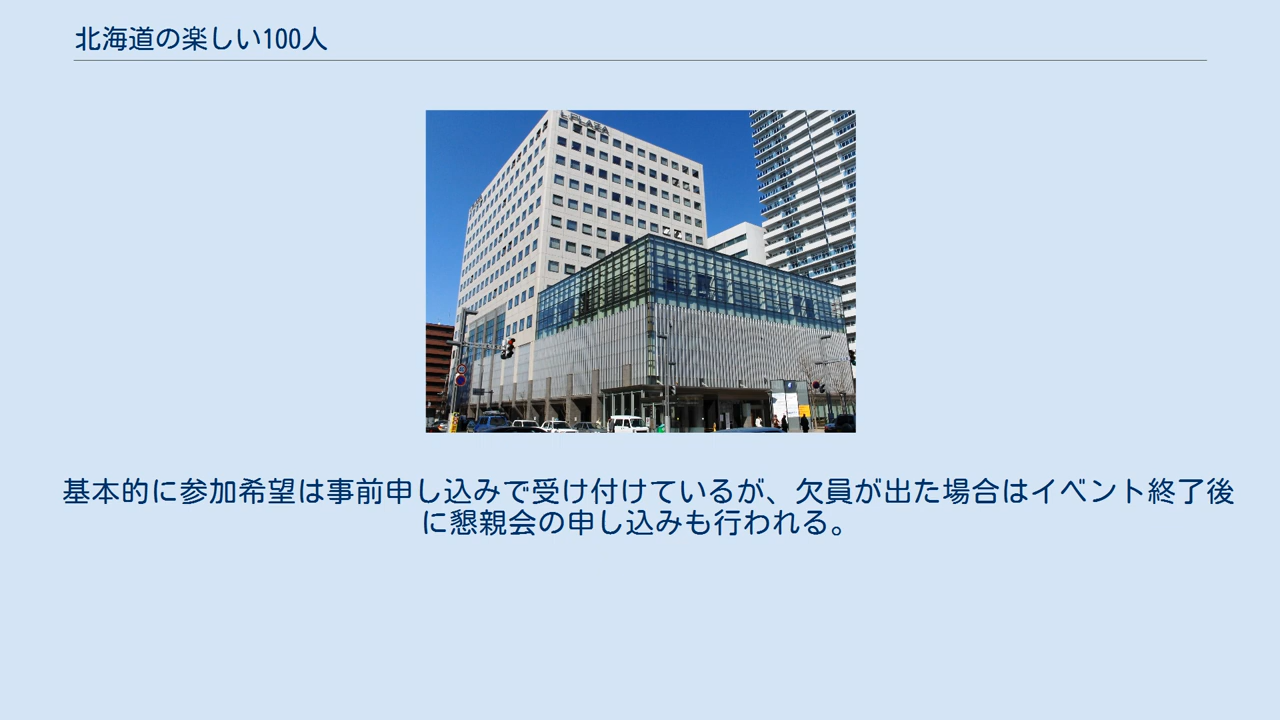 北海道の楽しい100人
L-PLAZA
基本的に参加希望は事前申し込みで受け付けているが、欠員が出た場合はイベント終了後
に懇親会の申し込みも行われる。